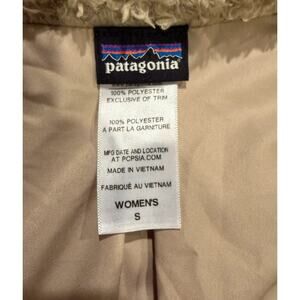 patagonia
100% POLYESTER
EXCLUSIVE OF TRIM
100% POLYESTER
A PART LA GARNITURE
MFG DATE AND LOCATION
AT PCPSIA.COM
MADE IN VIETNAM
FABRIQUÉ AU VIETNAM
WOMEN'S
S